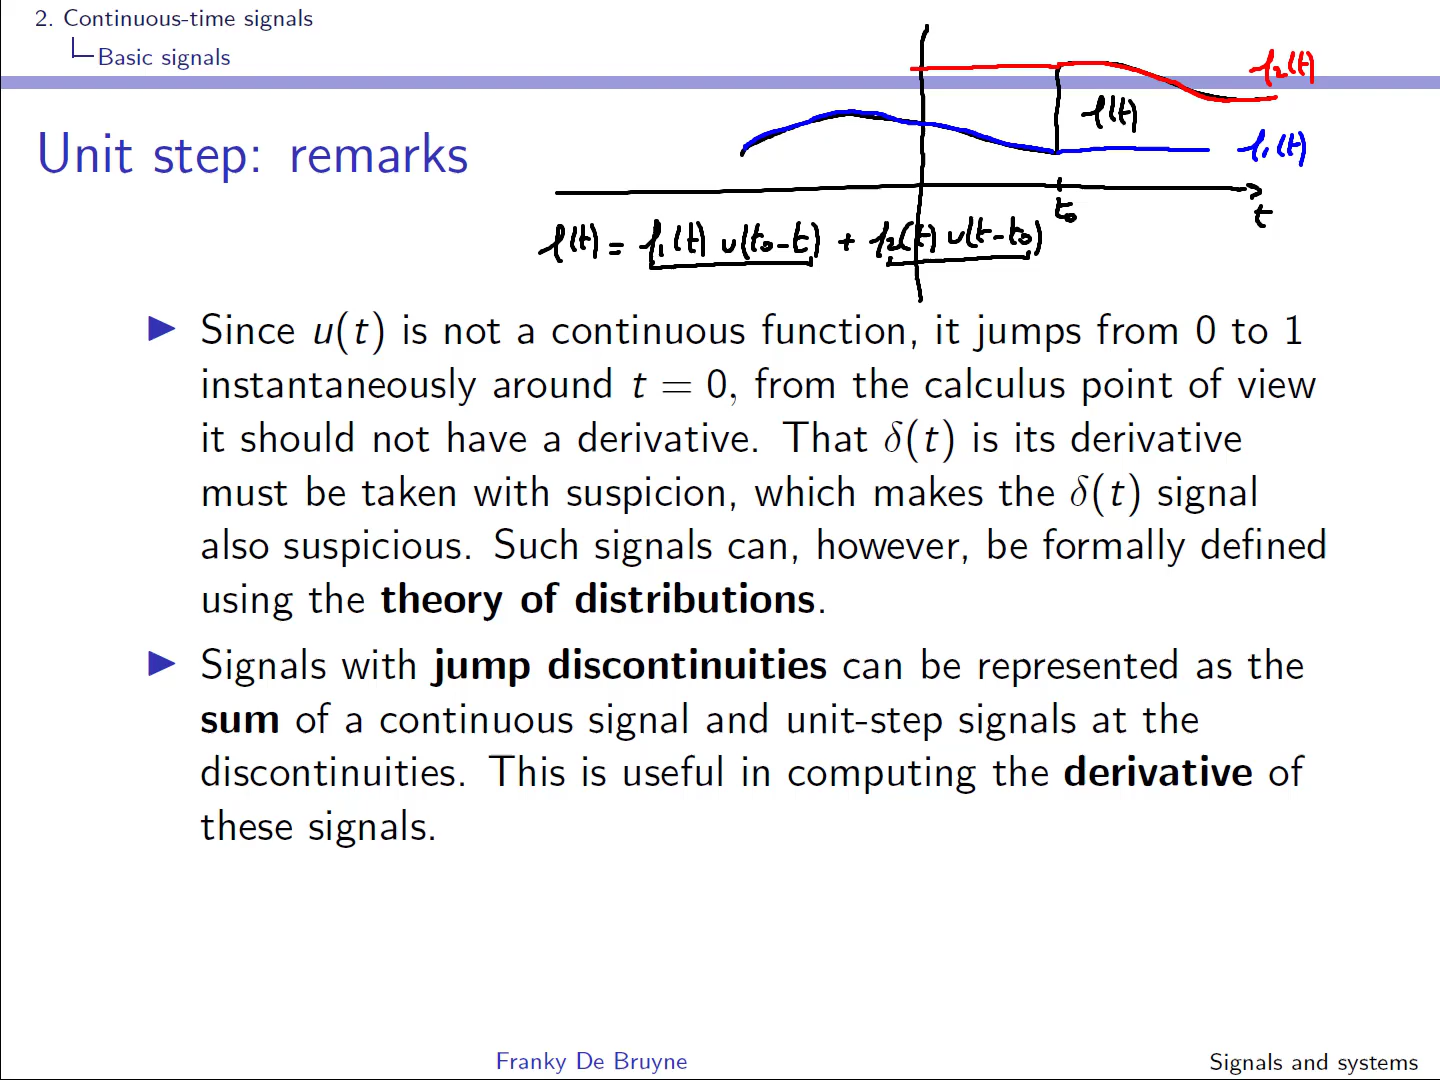 2. Continuous-time signals
Basic signals
f₂(t)
f(t)
Unit step: remarks
f₁(t)
t₀
t
f(t) = f₁(t) u(t₀-t) + f₂(t) u(t-t₀)
Since u(t) is not a continuous function, it jumps from 0 to 1
instantaneously around t = 0, from the calculus point of view
it should not have a derivative. That δ(t) is its derivative
must be taken with suspicion, which makes the δ(t) signal
also suspicious. Such signals can, however, be formally defined
using the theory of distributions.
Signals with jump discontinuities can be represented as the
sum of a continuous signal and unit-step signals at the
discontinuities. This is useful in computing the derivative of
these signals.
Franky De Bruyne
Signals and systems